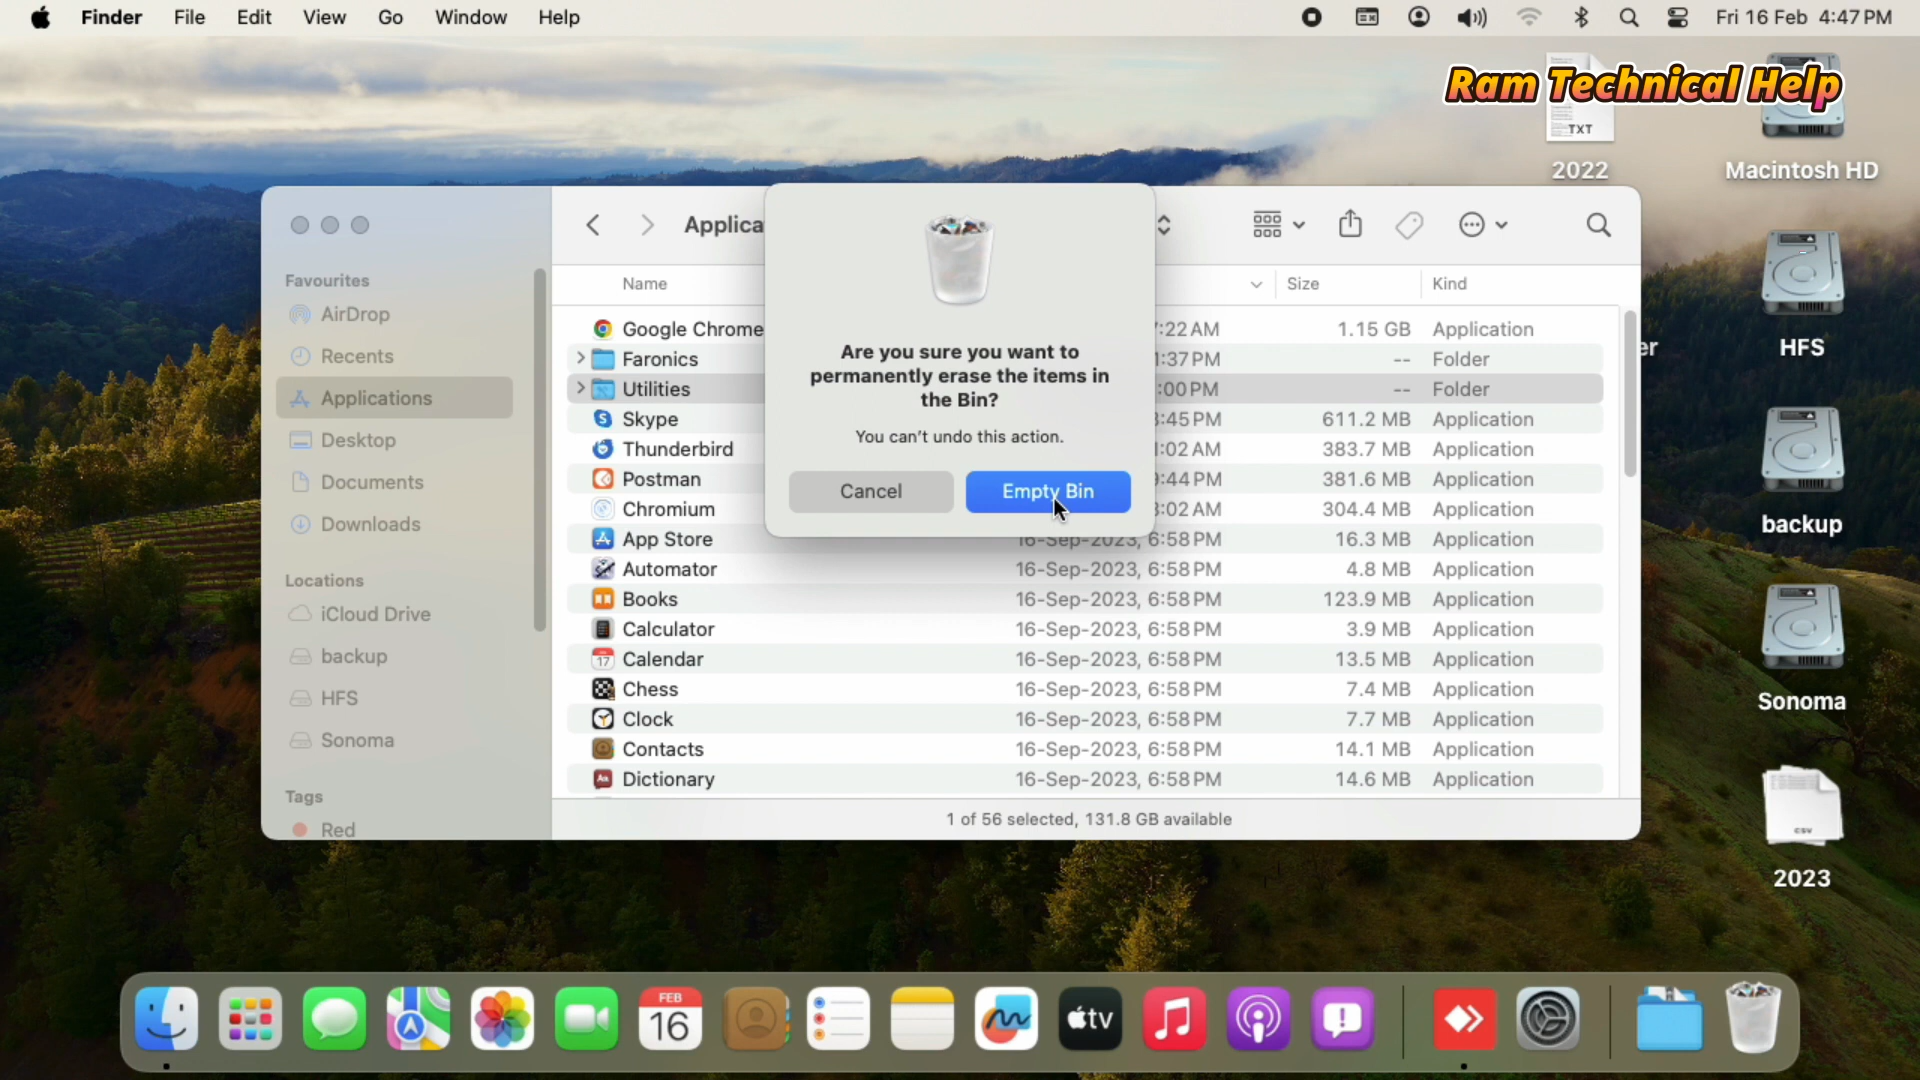 Finder File Edit View Go Window Help Fri 16 Feb 4:47 PM
Ram Technical Help
TXT
2022
Macintosh HD
HFS
backup
Sonoma
CSV
2023
er
Favourites
AirDrop
Recents
Applications
Desktop
Documents
Downloads
Locations
iCloud Drive
backup
HFS
Sonoma
Tags
Red
Applica
Name Size Kind
Google Chrome :22 AM 1.15 GB Application
Faronics 1:37 PM -- Folder
Utilities :00 PM -- Folder
Skype :45 PM 611.2 MB Application
Thunderbird :02 AM 383.7 MB Application
Postman :44 PM 381.6 MB Application
Chromium :02 AM 304.4 MB Application
App Store 16-Sep-2023, 6:58 PM 16.3 MB Application
Automator 16-Sep-2023, 6:58 PM 4.8 MB Application
Books 16-Sep-2023, 6:58 PM 123.9 MB Application
Calculator 16-Sep-2023, 6:58 PM 3.9 MB Application
Calendar 16-Sep-2023, 6:58 PM 13.5 MB Application
Chess 16-Sep-2023, 6:58 PM 7.4 MB Application
Clock 16-Sep-2023, 6:58 PM 7.7 MB Application
Contacts 16-Sep-2023, 6:58 PM 14.1 MB Application
Dictionary 16-Sep-2023, 6:58 PM 14.6 MB Application
1 of 56 selected, 131.8 GB available
Are you sure you want to
permanently erase the items in
the Bin?
You can't undo this action.
Cancel Empty Bin
FEB
16
tv